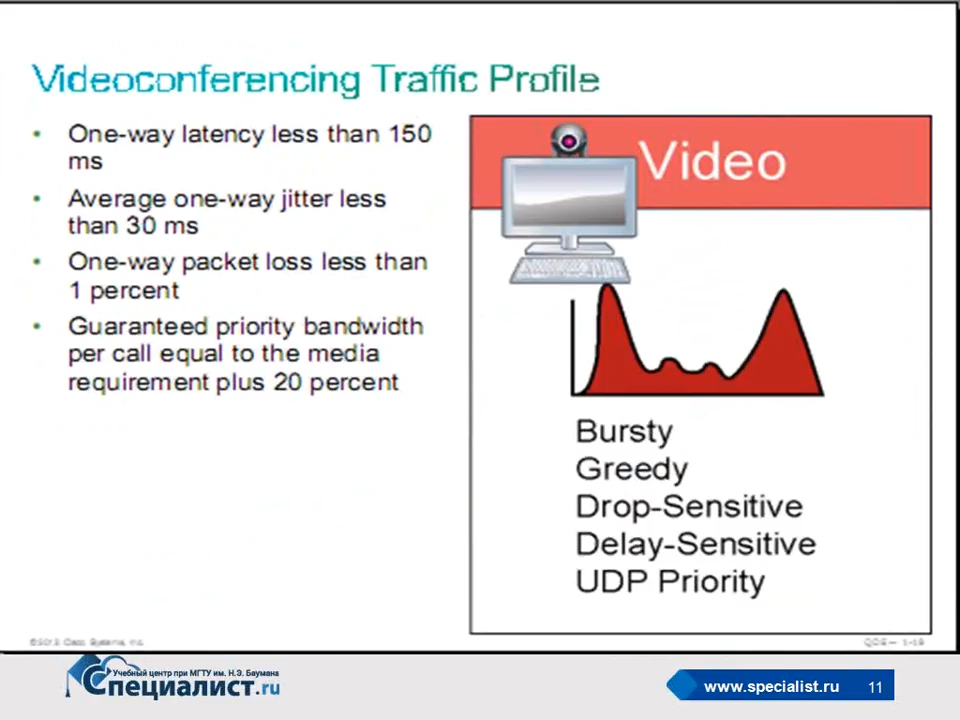 Videoconferencing Traffic Profile
• One-way latency less than 150
ms
• Average one-way jitter less
than 30 ms
• One-way packet loss less than
1 percent
• Guaranteed priority bandwidth
per call equal to the media
requirement plus 20 percent
Video
Bursty
Greedy
Drop-Sensitive
Delay-Sensitive
UDP Priority
Cisco Systems, Inc.
Учебный центр при МГТУ им. Н.Э. Баумана
Специалист.ru
www.specialist.ru
11